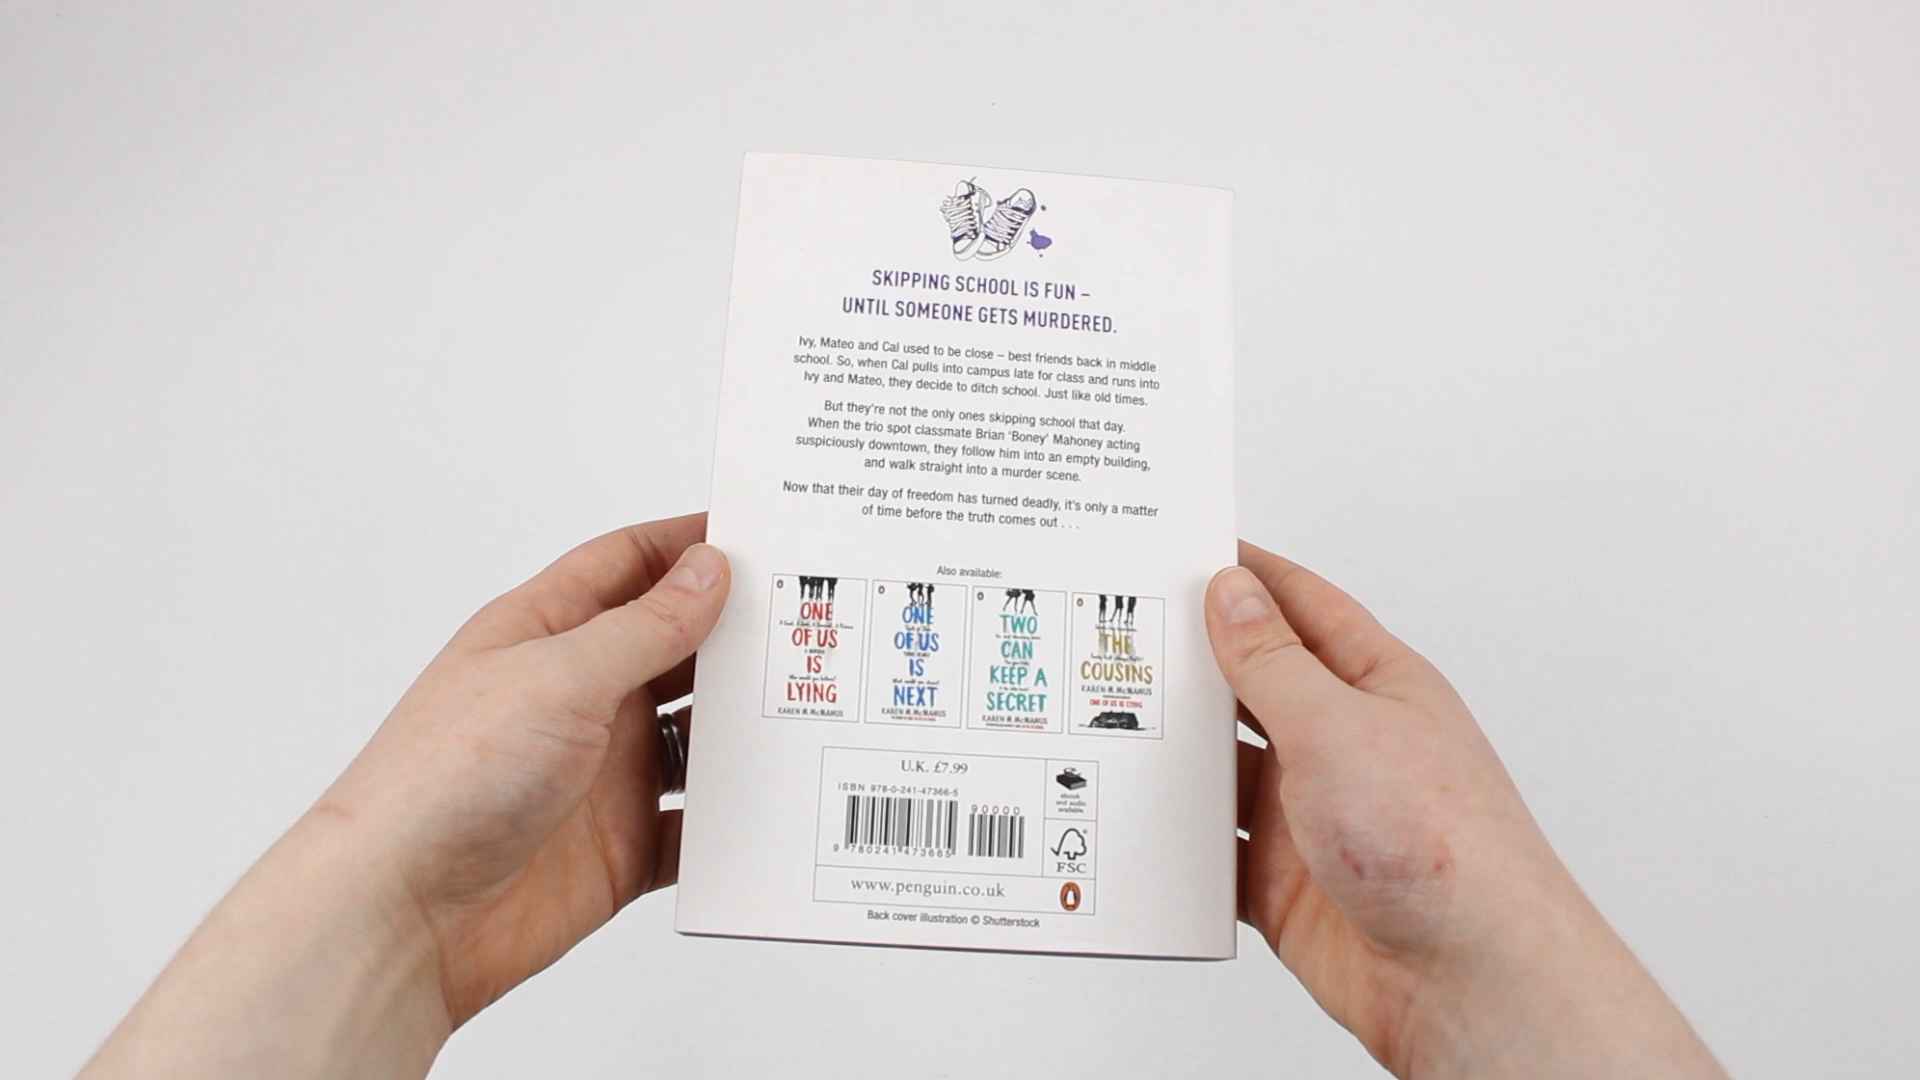 SKIPPING SCHOOL IS FUN –
UNTIL SOMEONE GETS MURDERED.
Ivy, Mateo and Cal used to be close – best friends back in middle
school. So, when Cal pulls into campus late for class and runs into
Ivy and Mateo, they decide to ditch school. Just like old times.
But they're not the only ones skipping school that day.
When the trio spot classmate Brian 'Boney' Mahoney acting
suspiciously downtown, they follow him into an empty building,
and walk straight into a murder scene.
Now that their day of freedom has turned deadly, it's only a matter
of time before the truth comes out . . .
Also available:
ONE
OF US
IS
LYING
KAREN M. McMANUS
ONE
OF US
IS
NEXT
KAREN M. McMANUS
TWO
CAN
KEEP A
SECRET
KAREN M. McMANUS
THE
COUSINS
KAREN M. McMANUS
ONE OF US IS LYING
U.K. £7.99
ISBN 978-0-241-47366-5
90000
9 780241 473665
ebook
and audio
available
FSC
www.penguin.co.uk
Back cover illustration © Shutterstock